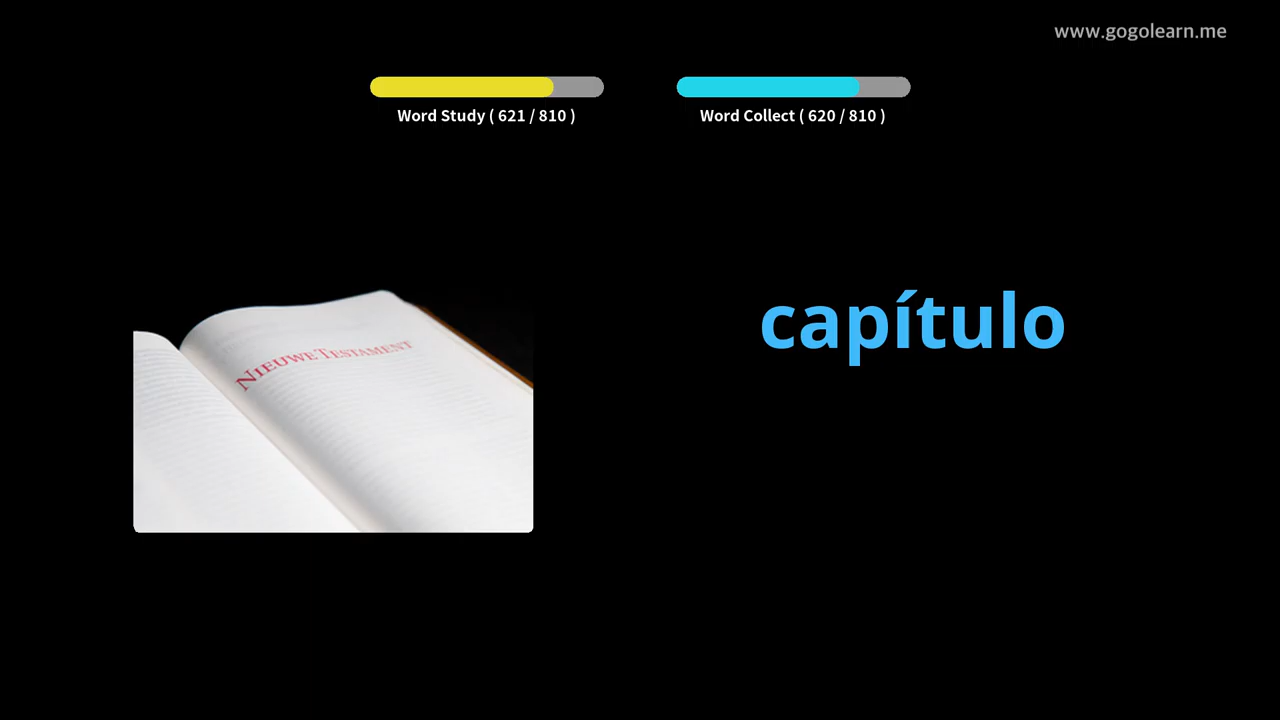 www.gogolearn.me
Word Study ( 621 / 810 )
Word Collect ( 620 / 810 )
NIEUWE TESTAMENT
capítulo